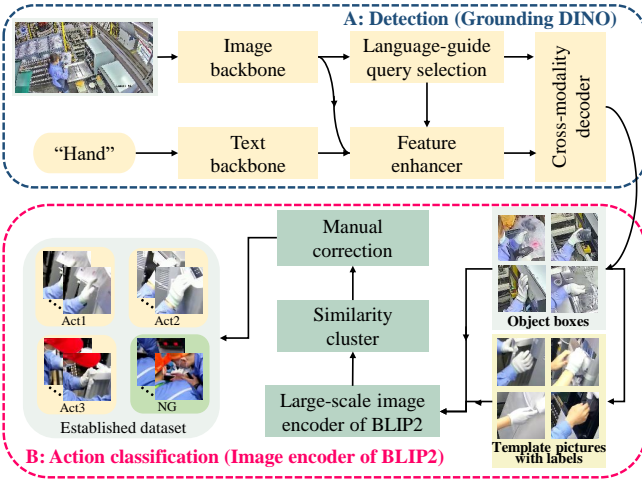 A: Detection (Grounding DINO)
Image
backbone
Language-guide
query selection
Cross-modality
decoder
“Hand”
Text
backbone
Feature
enhancer
Manual
correction
Similarity
cluster
Large-scale image
encoder of BLIP2
Act1
Act2
Act3
NG
Established dataset
Object boxes
Template pictures
with labels
B: Action classification (Image encoder of BLIP2)